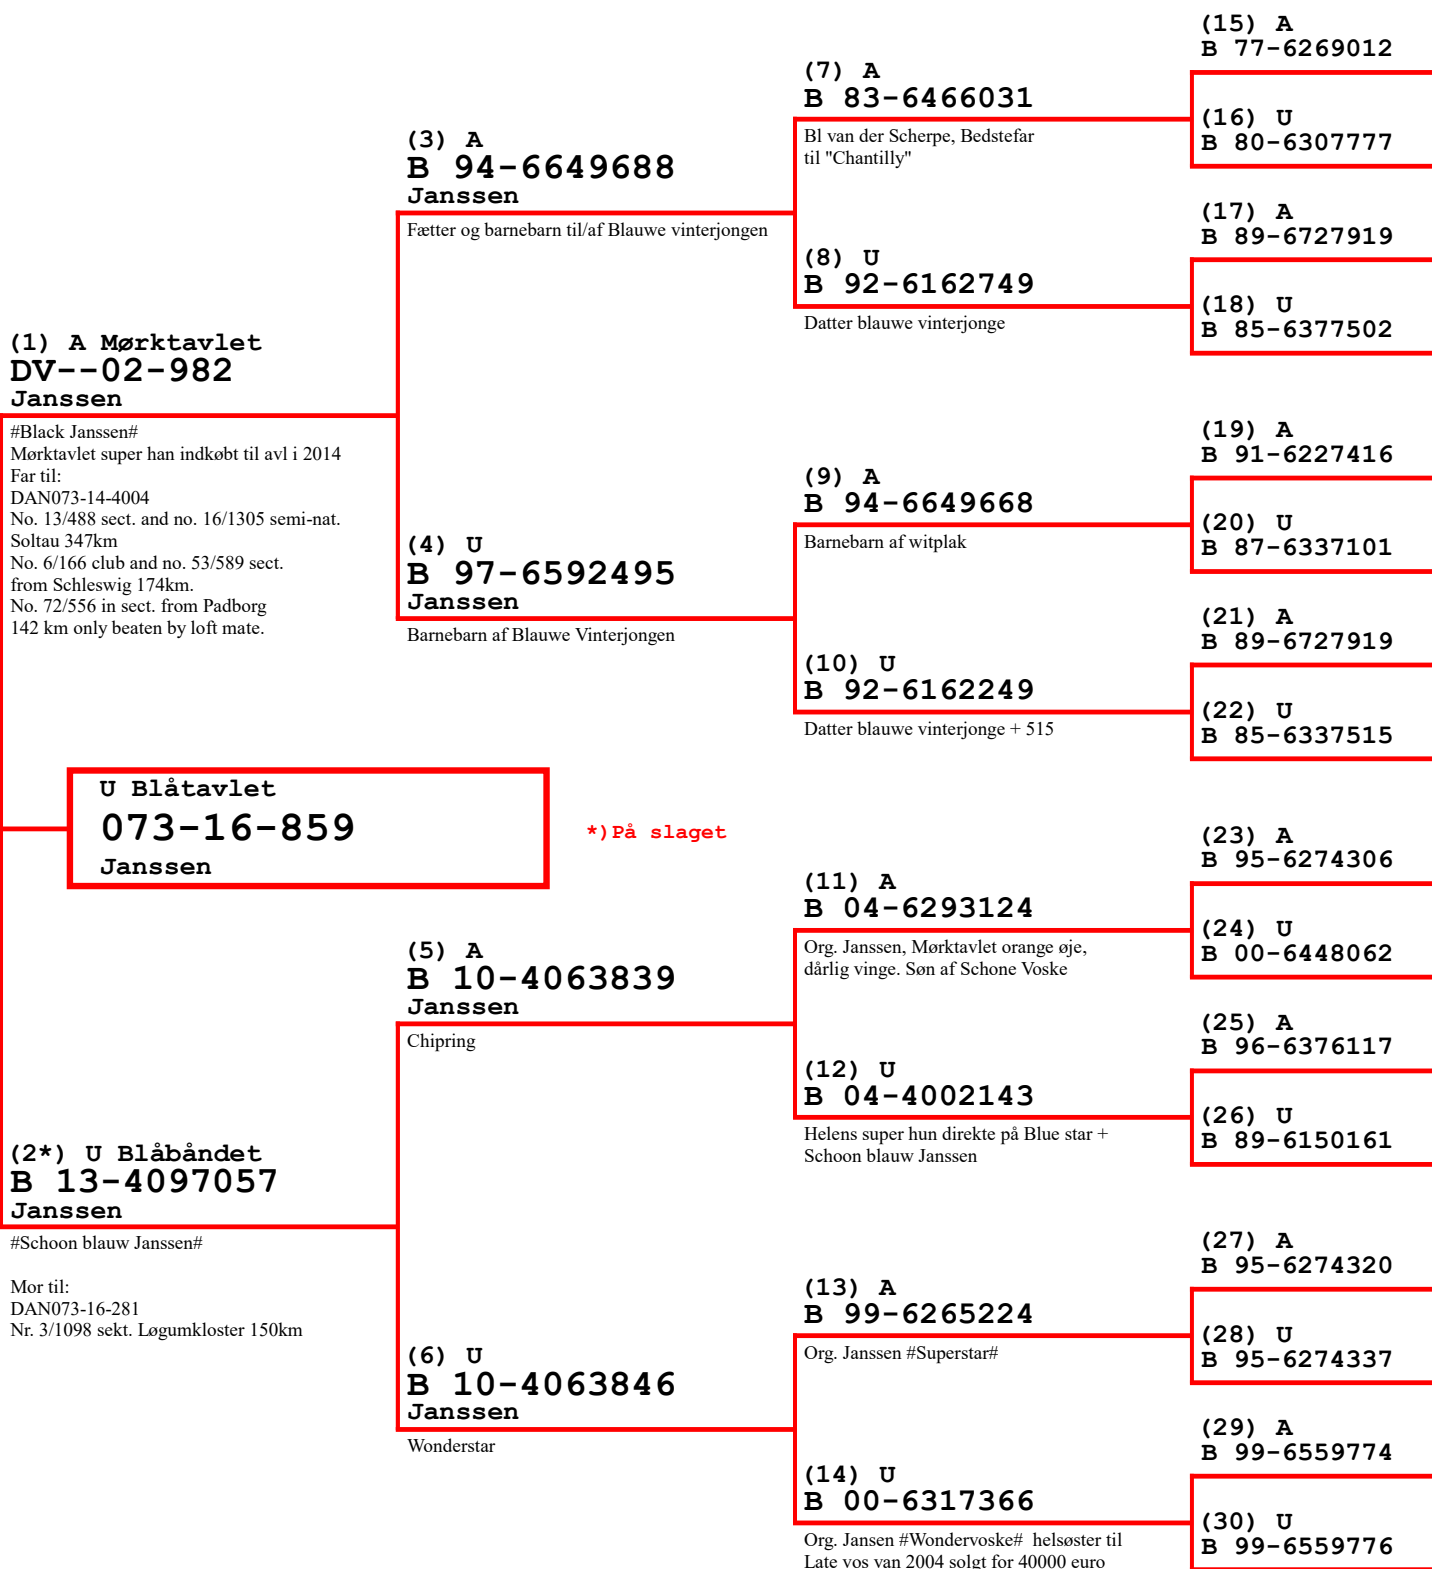 (1) A Mørktavlet
DV--02-982
Janssen
#Black Janssen#
Mørktavlet super han indkøbt til avl i 2014
Far til:
DAN073-14-4004
No. 13/488 sect. and no. 16/1305 semi-nat.
Soltau 347km
No. 6/166 club and no. 53/589 sect.
from Schleswig 174km.
No. 72/556 in sect. from Padborg
142 km only beaten by loft mate.
U Blåtavlet
073-16-859
Janssen
*)På slaget
(2*) U Blåbåndet
B 13-4097057
Janssen
#Schoon blauw Janssen#
Mor til:
DAN073-16-281
Nr. 3/1098 sekt. Løgumkloster 150km
(3) A
B 94-6649688
Janssen
Fætter og barnebarn til/af Blauwe vinterjongen
(4) U
B 97-6592495
Janssen
Barnebarn af Blauwe Vinterjongen
(5) A
B 10-4063839
Janssen
Chipring
(6) U
B 10-4063846
Janssen
Wonderstar
(7) A
B 83-6466031
Bl van der Scherpe, Bedstefar
til "Chantilly"
(8) U
B 92-6162749
Datter blauwe vinterjonge
(9) A
B 94-6649668
Barnebarn af witplak
(10) U
B 92-6162249
Datter blauwe vinterjonge + 515
(11) A
B 04-6293124
Org. Janssen, Mørktavlet orange øje,
dårlig vinge. Søn af Schone Voske
(12) U
B 04-4002143
Helens super hun direkte på Blue star +
Schoon blauw Janssen
(13) A
B 99-6265224
Org. Janssen #Superstar#
(14) U
B 00-6317366
Org. Jansen #Wondervoske# helsøster til
Late vos van 2004 solgt for 40000 euro
(15) A
B 77-6269012
(16) U
B 80-6307777
(17) A
B 89-6727919
(18) U
B 85-6377502
(19) A
B 91-6227416
(20) U
B 87-6337101
(21) A
B 89-6727919
(22) U
B 85-6337515
(23) A
B 95-6274306
(24) U
B 00-6448062
(25) A
B 96-6376117
(26) U
B 89-6150161
(27) A
B 95-6274320
(28) U
B 95-6274337
(29) A
B 99-6559774
(30) U
B 99-6559776